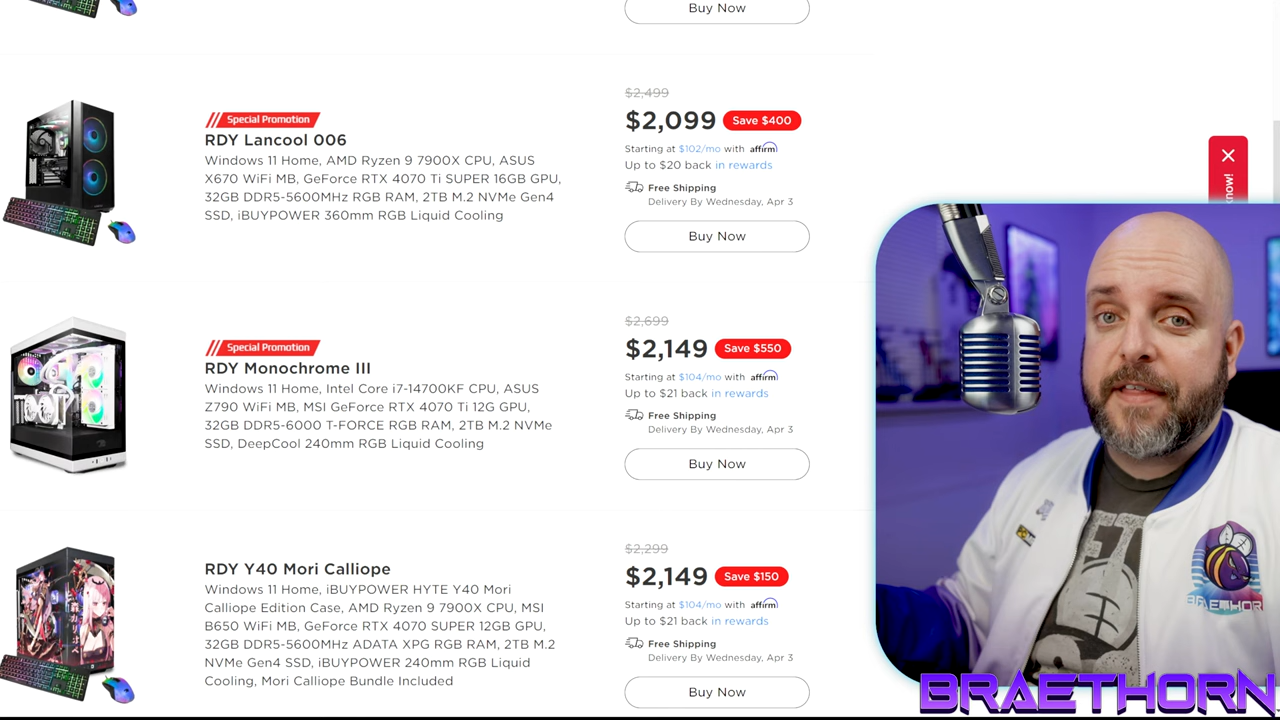 Buy Now
$2,499
Special Promotion
$2,099 Save $400
RDY Lancool 006
Starting at $102/mo with affirm
Windows 11 Home, AMD Ryzen 9 7900X CPU, ASUS
Up to $20 back in rewards
X670 WiFi MB, GeForce RTX 4070 Ti SUPER 16GB GPU,
Free Shipping
32GB DDR5-5600MHz RGB RAM, 2TB M.2 NVMe Gen4
Delivery By Wednesday, Apr 3
SSD, iBUYPOWER 360mm RGB Liquid Cooling
Buy Now
know!
$2,699
Special Promotion
$2,149 Save $550
RDY Monochrome III
Starting at $104/mo with affirm
Windows 11 Home, Intel Core i7-14700KF CPU, ASUS
Up to $21 back in rewards
Z790 WiFi MB, MSI GeForce RTX 4070 Ti 12G GPU,
Free Shipping
32GB DDR5-6000 T-FORCE RGB RAM, 2TB M.2 NVMe
Delivery By Wednesday, Apr 3
SSD, DeepCool 240mm RGB Liquid Cooling
Buy Now
$2,299
RDY Y40 Mori Calliope
$2,149 Save $150
Windows 11 Home, iBUYPOWER HYTE Y40 Mori
Starting at $104/mo with affirm
Calliope Edition Case, AMD Ryzen 9 7900X CPU, MSI
Up to $21 back in rewards
B650 WiFi MB, GeForce RTX 4070 SUPER 12GB GPU,
Free Shipping
32GB DDR5-5600MHz ADATA XPG RGB RAM, 2TB M.2
Delivery By Wednesday, Apr 3
NVMe Gen4 SSD, iBUYPOWER 240mm RGB Liquid
Cooling, Mori Calliope Bundle Included
Buy Now
BRAETHORN
BRAETHORN